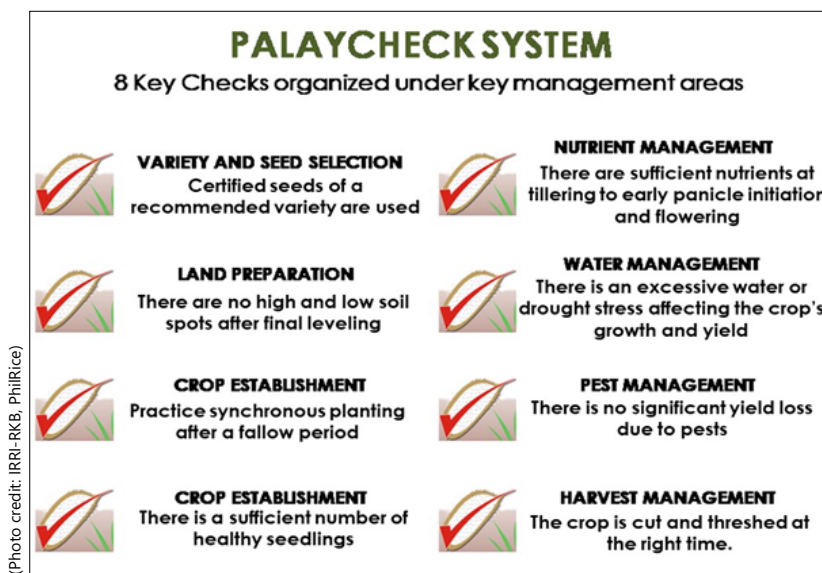 PALAYCHECK SYSTEM
8 Key Checks organized under key management areas
VARIETY AND SEED SELECTION
Certified seeds of a
recommended variety are used
LAND PREPARATION
There are no high and low soil
spots after final leveling
CROP ESTABLISHMENT
Practice synchronous planting
after a fallow period
CROP ESTABLISHMENT
There is a sufficient number of
healthy seedlings
NUTRIENT MANAGEMENT
There are sufficient nutrients at
tillering to early panicle initiation
and flowering
WATER MANAGEMENT
There is an excessive water or
drought stress affecting the crop's
growth and yield
PEST MANAGEMENT
There is no significant yield loss
due to pests
HARVEST MANAGEMENT
The crop is cut and threshed at
the right time.
(Photo credit: IRRI-RKB, PhilRice)